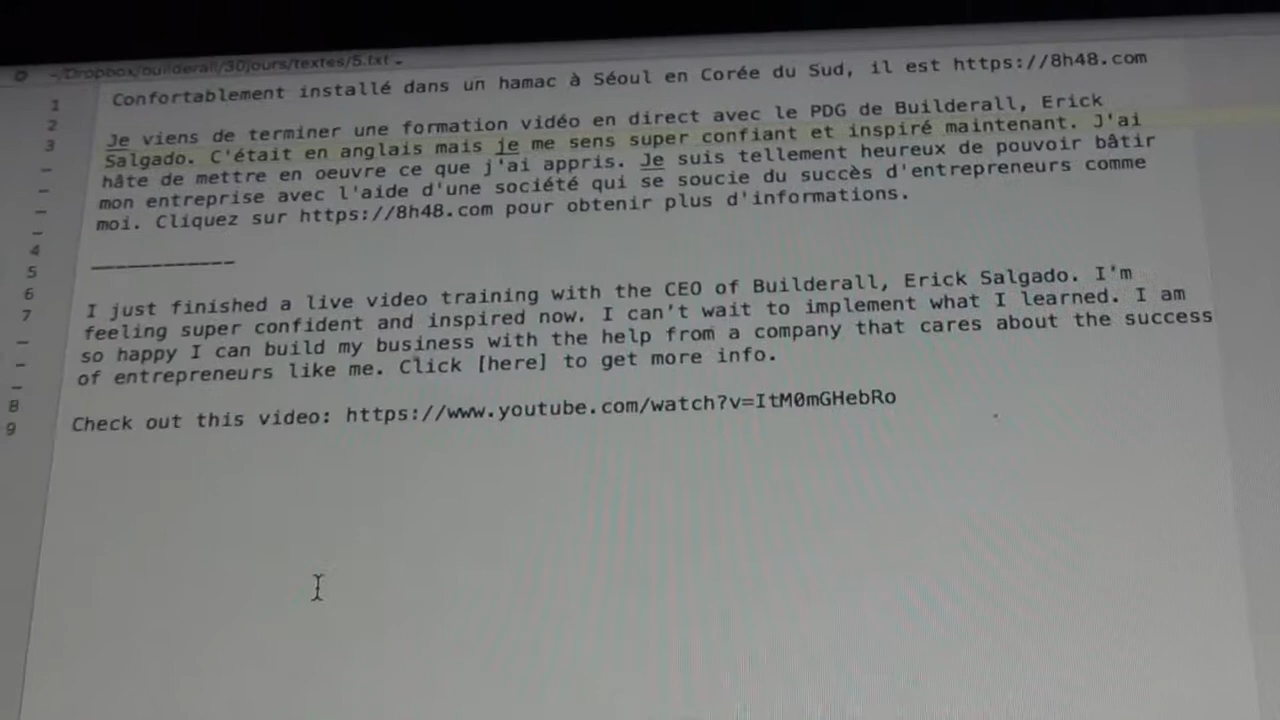 ~/Dropbox/builderall/30jours/textes/5.txt
1 Confortablement installé dans un hamac à Séoul en Corée du Sud, il est https://8h48.com
2
3 Je viens de terminer une formation vidéo en direct avec le PDG de Builderall, Erick
Salgado. C'était en anglais mais je me sens super confiant et inspiré maintenant. J'ai
hâte de mettre en oeuvre ce que j'ai appris. Je suis tellement heureux de pouvoir bâtir
mon entreprise avec l'aide d'une société qui se soucie du succès d'entrepreneurs comme
moi. Cliquez sur https://8h48.com pour obtenir plus d'informations.
4
5 ------------
6
7 I just finished a live video training with the CEO of Builderall, Erick Salgado. I'm
feeling super confident and inspired now. I can't wait to implement what I learned. I am
so happy I can build my business with the help from a company that cares about the success
of entrepreneurs like me. Click [here] to get more info.
8
9 Check out this video: https://www.youtube.com/watch?v=ItM0mGHebRo